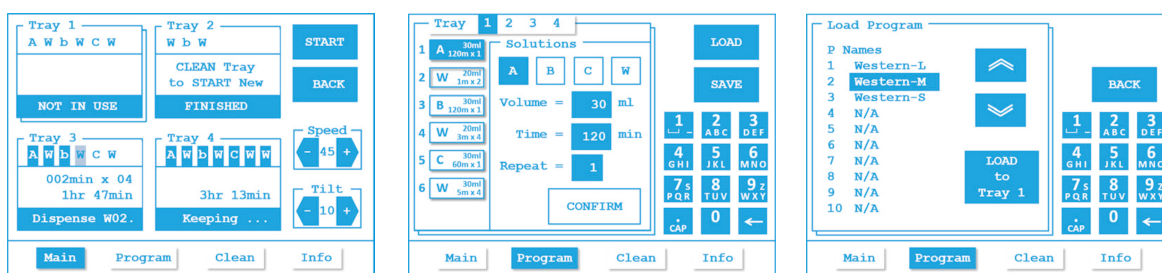 Tray 1
A W b W C W
NOT IN USE
Tray 2
W b W
CLEAN Tray
to START New
FINISHED
START
BACK
Tray 3
A W b W C W
002min x 04
1hr 47min
Dispense W02.
Tray 4
A W b W C W W
3hr 13min
Keeping ...
Speed
- 45 +
Tilt
- 10 +
Main Program Clean Info
Tray 1 2 3 4
1 A 30ml 120m x 1
2 W 20ml 1m x 2
3 B 30ml 120m x 1
4 W 20ml 3m x 4
5 C 30ml 60m x 1
6 W 30ml 5m x 4
Solutions
A B C W
Volume = 30 ml
Time = 120 min
Repeat = 1
CONFIRM
LOAD
SAVE
1 -
2 ABC
3 DEF
4 GHI
5 JKL
6 MNO
7 S PQR
8 TUV
9 Z WXY
. CAP
0
←
Main Program Clean Info
Load Program
P Names
1 Western-L
2 Western-M
3 Western-S
4 N/A
5 N/A
6 N/A
7 N/A
8 N/A
9 N/A
10 N/A
LOAD
to
Tray 1
BACK
1 -
2 ABC
3 DEF
4 GHI
5 JKL
6 MNO
7 S PQR
8 TUV
9 Z WXY
. CAP
0
←
Main Program Clean Info